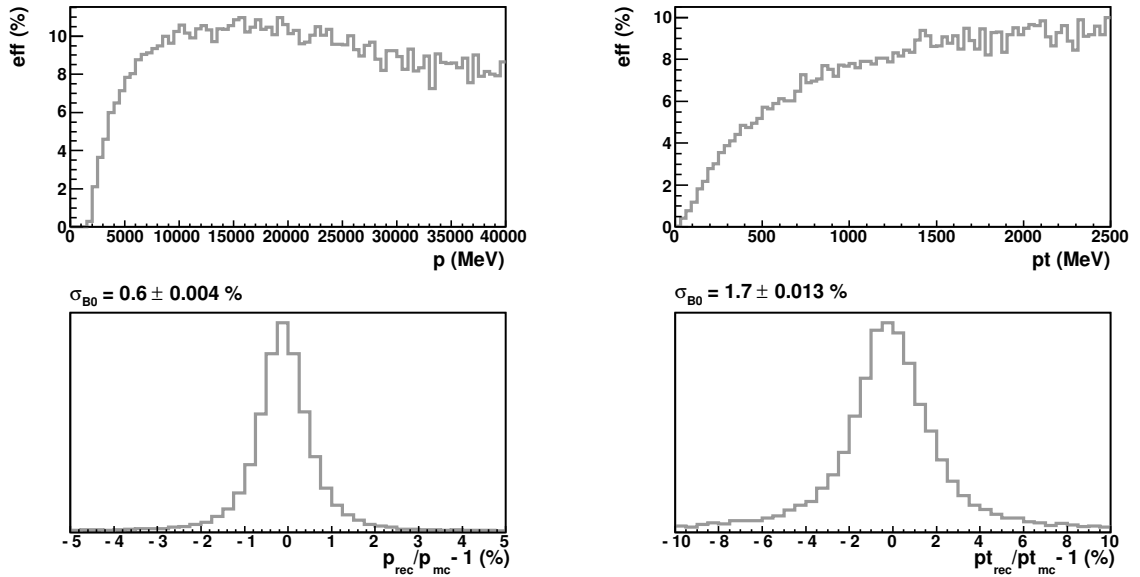 eff (%)
10
8
6
4
2
0
0 5000 10000 15000 20000 25000 30000 35000 40000
p (MeV)
eff (%)
10
8
6
4
2
0
0 500 1000 1500 2000 2500
pt (MeV)
σB0 = 0.6 ± 0.004 %
-5 -4 -3 -2 -1 0 1 2 3 4 5
prec/pmc - 1 (%)
σB0 = 1.7 ± 0.013 %
-10 -8 -6 -4 -2 0 2 4 6 8 10
ptrec/ptmc - 1 (%)